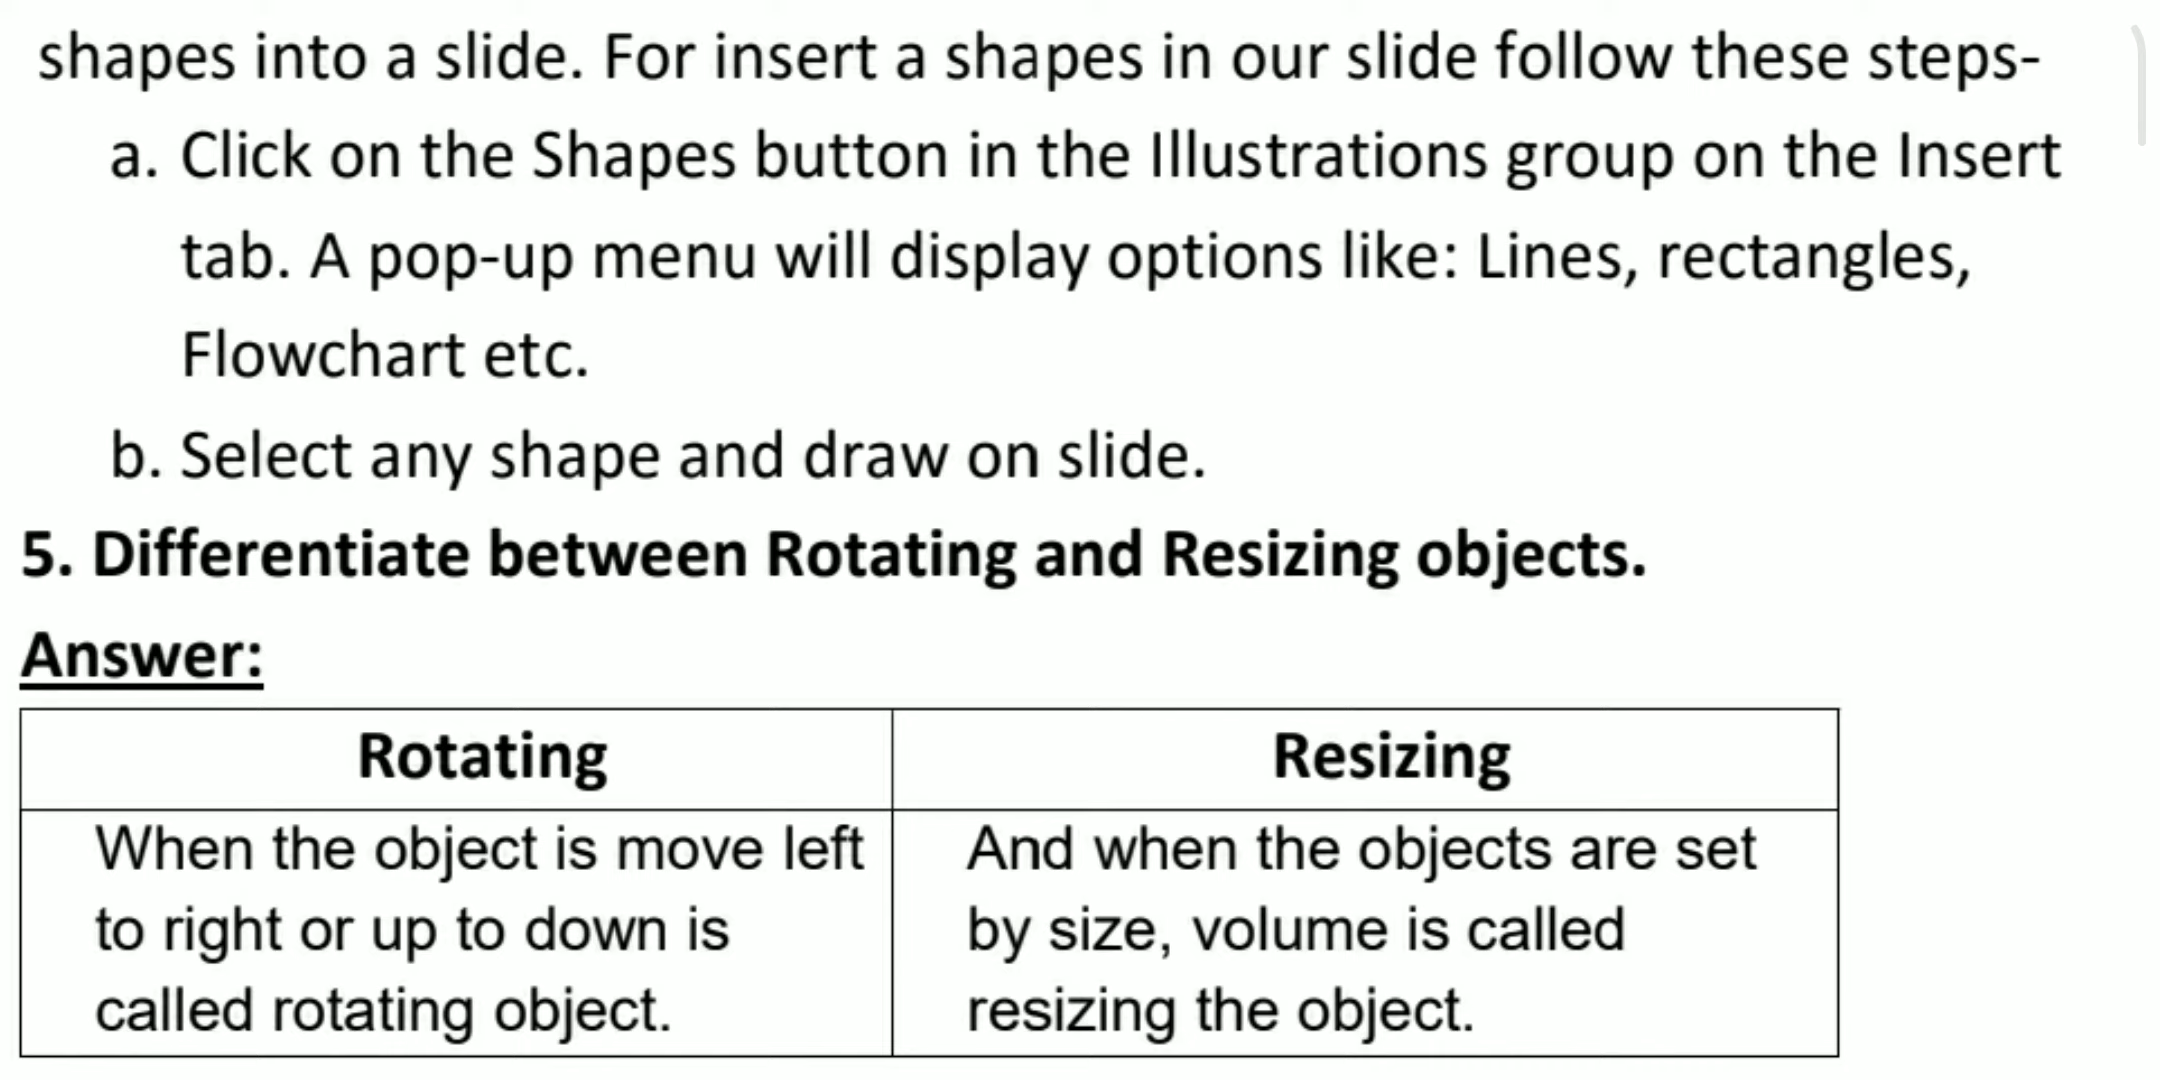 shapes into a slide. For insert a shapes in our slide follow these steps-
a. Click on the Shapes button in the Illustrations group on the Insert
tab. A pop-up menu will display options like: Lines, rectangles,
Flowchart etc.
b. Select any shape and draw on slide.
5. Differentiate between Rotating and Resizing objects.
Answer:
Rotating
Resizing
When the object is move left
to right or up to down is
called rotating object.
And when the objects are set
by size, volume is called
resizing the object.